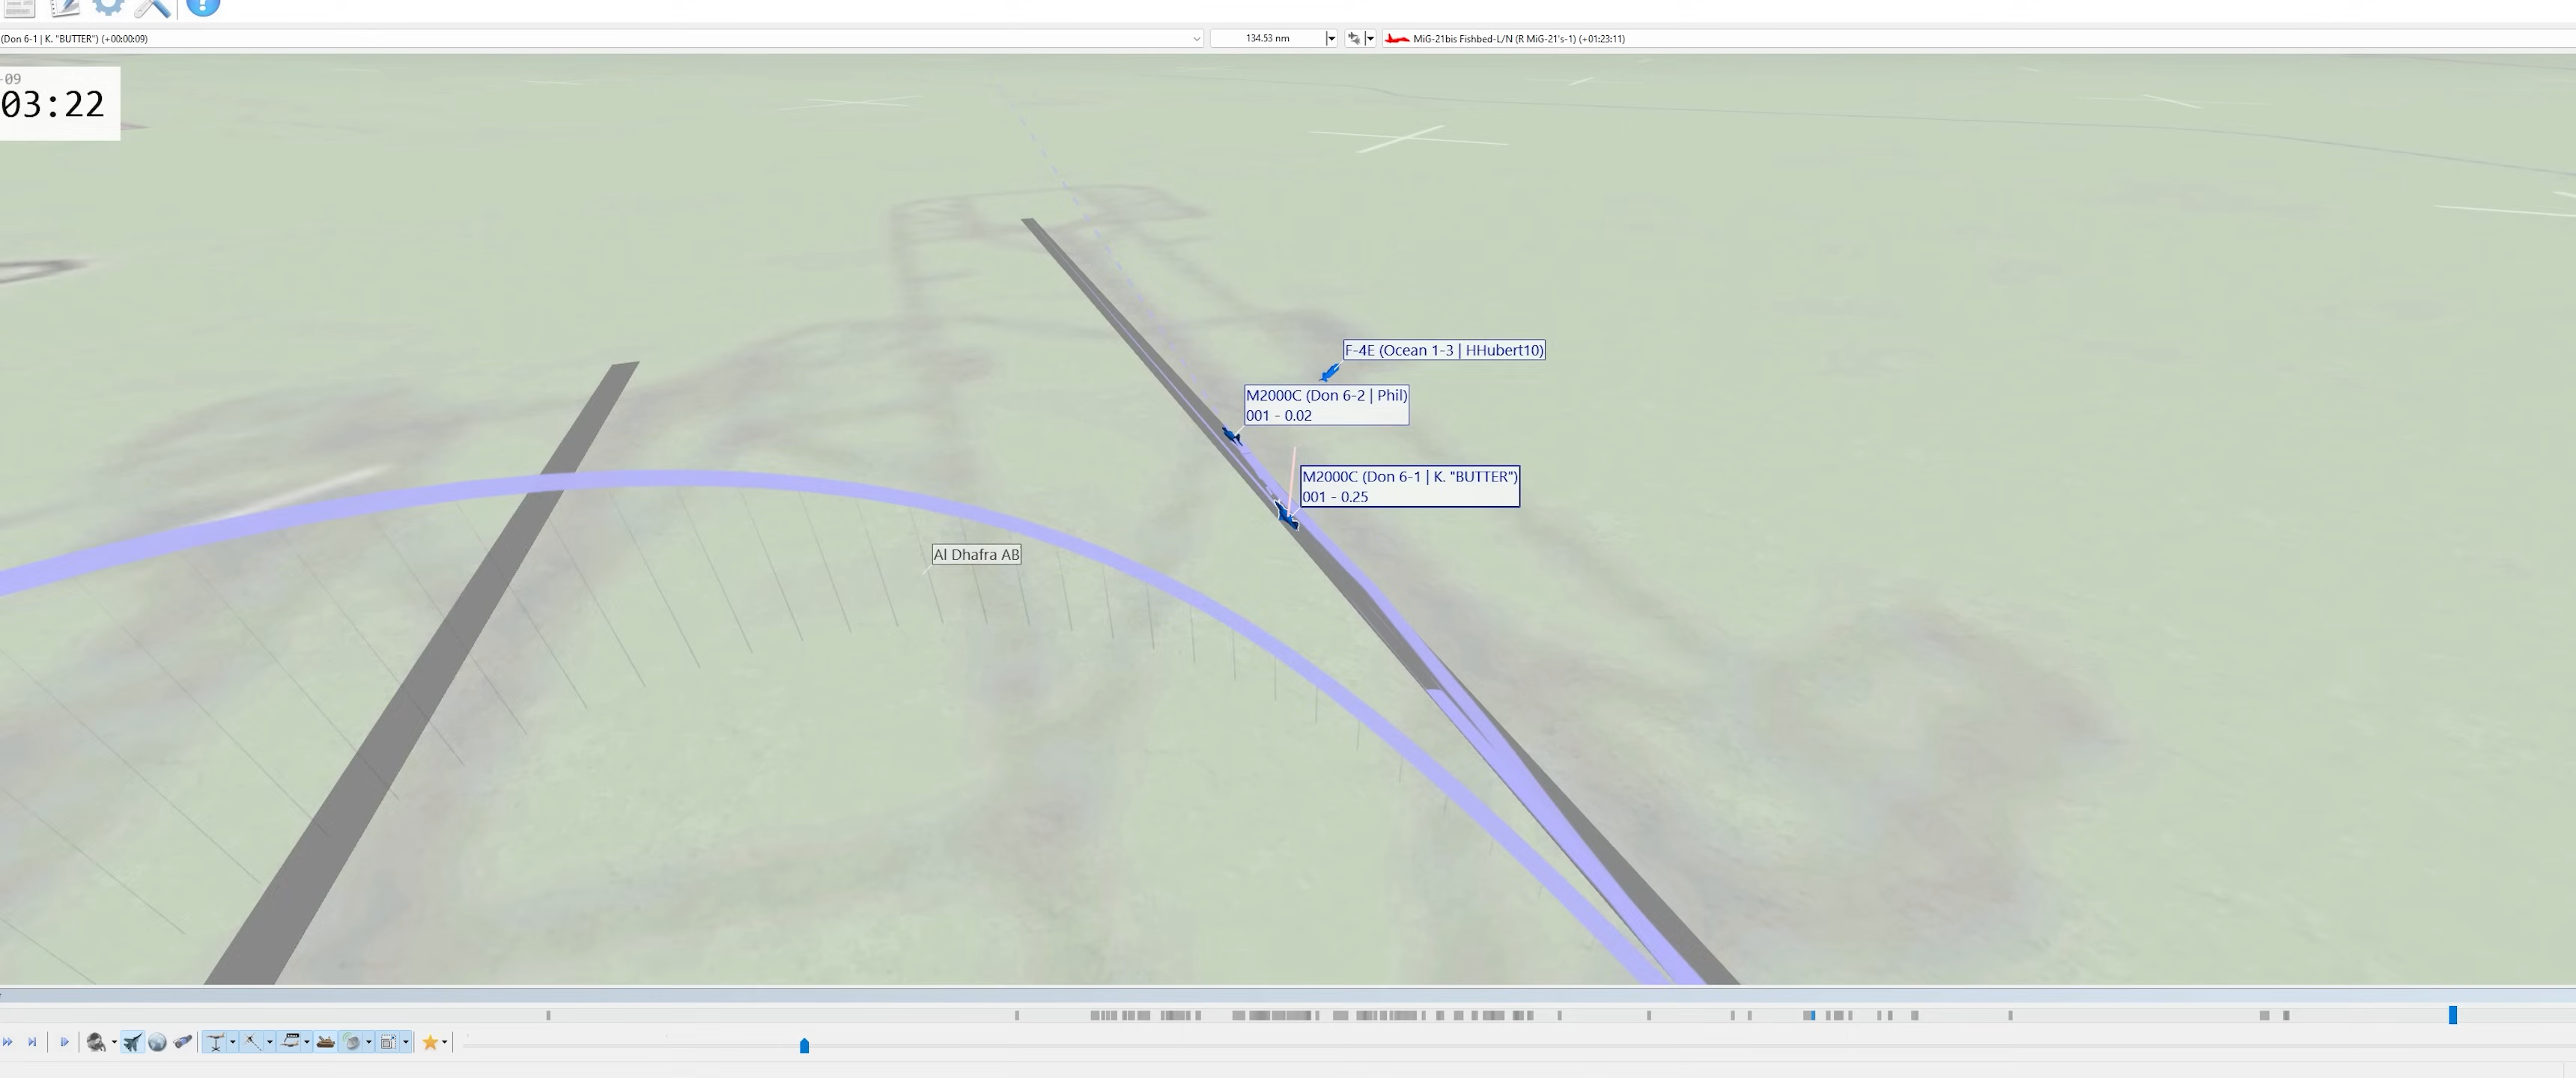 (Don 6-1 | K. "BUTTER") (+00:00:09)
134.53 nm
MiG-21bis Fishbed-L/N (R MiG-21's-1) (+01:23:11)
-09
03:22
F-4E (Ocean 1-3 | HHubert10)
M2000C (Don 6-2 | Phil)
001 - 0.02
M2000C (Don 6-1 | K. "BUTTER")
001 - 0.25
Al Dhafra AB